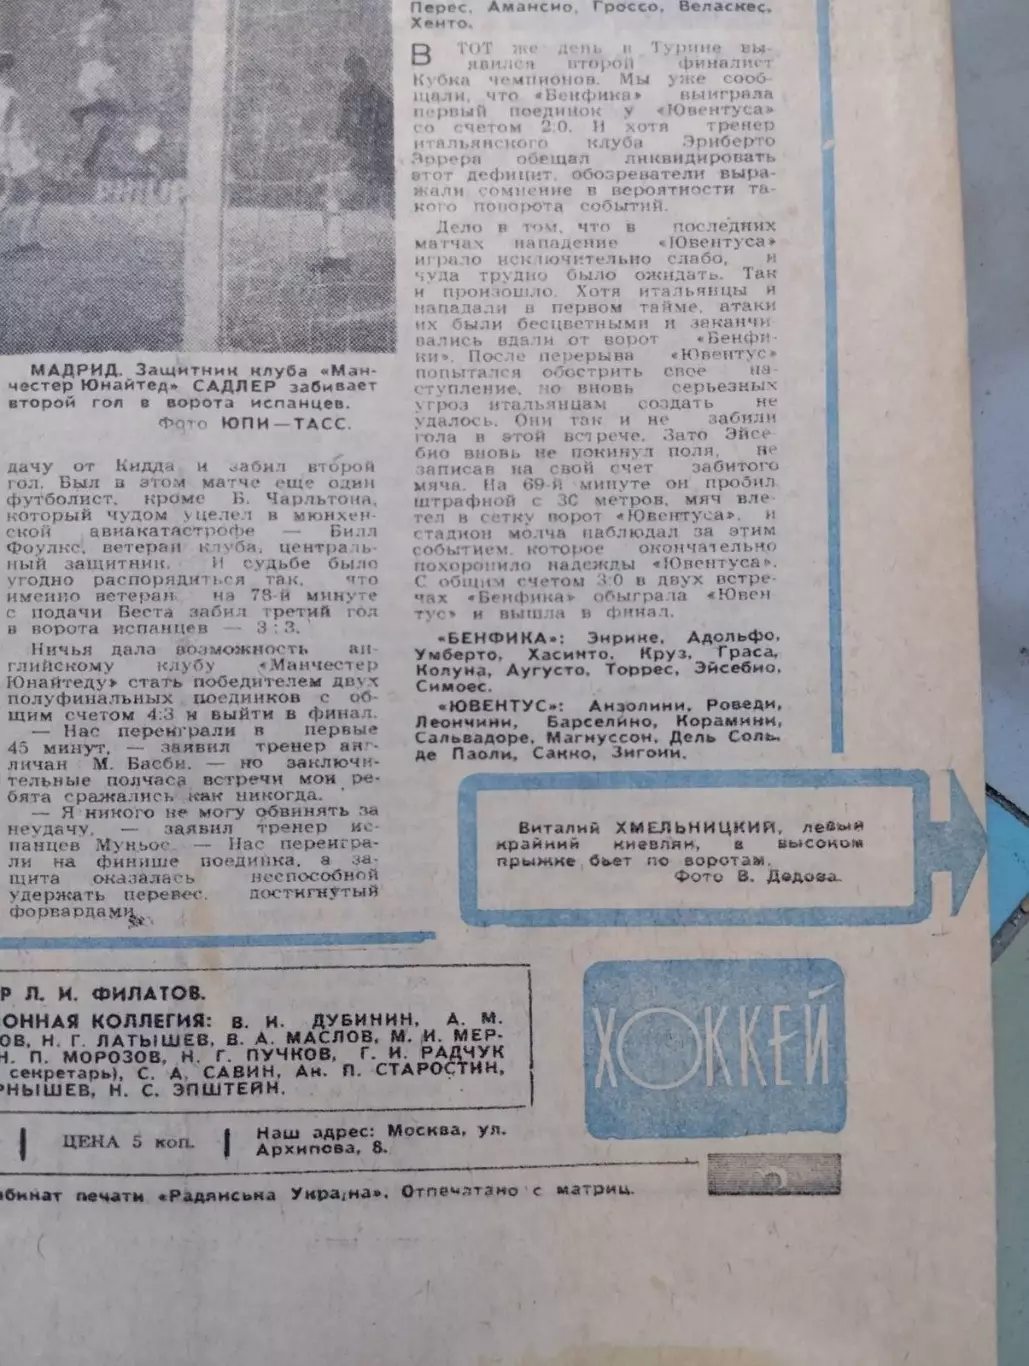 МАДРИД. Защитник клуба «Ман-
честер Юнайтед» САДЛЕР забивает
второй гол в ворота испанцев.
Фото ЮПИ—ТАСС.
дачу от Кидда и забил второй
гол. Был в этом матче еще один
футболист, кроме Б. Чарльтона,
который чудом уцелел в мюнхен-
ской авиакатастрофе — Билл
Фоулкс, ветеран клуба, централь-
ный защитник. И судьбе было
угодно распорядиться так, что
именно ветеран на 78-й минуте
с подачи Беста забил третий гол
в ворота испанцев — 3:3.
Ничья дала возможность ан-
глийскому клубу «Манчестер
Юнайтеду» стать победителем двух
полуфинальных поединков с об-
щим счетом 4:3 и выйти в финал.
— Нас переиграли в первые
45 минут, — заявил тренер анг-
личан М. Басби. — но заключи-
тельные полчаса встречи мои ре-
бята сражались как никогда.
— Я никого не могу обвинять за
неудачу, — заявил тренер ис-
панцев Муньос. — Нас переигра-
ли на финише поединка, а за-
щита оказалась неспособной
удержать перевес, достигнутый
форвардами.
Перес, Амансио, Гроссо, Веласкес,
Хенто.
В ТОТ же день в Турине вы-
явился второй финалист
Кубка чемпионов. Мы уже сооб-
щали, что «Бенфика» выиграла
первый поединок у «Ювентуса»
со счетом 2:0. И хотя тренер
итальянского клуба Эриберто
Эррера обещал ликвидировать
этот дефицит, обозреватели выра-
жали сомнение в вероятности та-
кого поворота событий.
Дело в том, что в последних
матчах нападение «Ювентуса»
играло исключительно слабо, и
чуда трудно было ожидать. Так
и произошло. Хотя итальянцы и
нападали в первом тайме, атаки
их были бесцветными и заканчи-
вались вдали от ворот «Бенфи-
ки». После перерыва «Ювентус»
попытался обострить свое на-
ступление, но вновь серьезных
угроз итальянцам создать не
удалось. Они так и не забили
гола в этой встрече. Зато Эйсе-
био вновь не покинул поля, не
записав на свой счет забитого
мяча. На 69-й минуте он пробил
штрафной с 30 метров, мяч вле-
тел в сетку ворот «Ювентуса», и
стадион молча наблюдал за этим
событием, которое окончательно
похоронило надежды «Ювентуса».
С общим счетом 3:0 в двух встре-
чах «Бенфика» обыграла «Ювен
тус» и вышла в финал.
«БЕНФИКА»: Энрике, Адольфо,
Умберто, Хасинто, Круз, Граса,
Колуна, Аугусто, Торрес, Эйсебио,
Симоес.
«ЮВЕНТУС»: Анзолини, Роведи,
Леончини, Барселино, Корамини,
Сальвадоре, Магнуссон, Дель Соль,
де Паоли, Сакко, Зигони.
Виталий ХМЕЛЬНИЦКИЙ, левый
крайний киевлян, в высоком
прыжке бьет по воротам.
Фото В. Дедова.
Р Л. И. ФИЛАТОВ.
ОННАЯ КОЛЛЕГИЯ: В. И. ДУБИНИН, А. М.
ОВ, Н. Г. ЛАТЫШЕВ, В. А. МАСЛОВ, М. И. МЕР-
Н. П. МОРОЗОВ, Н. Г. ПУЧКОВ, Г. И. РАДЧУК
секретарь), С. А. САВИН, Ан. П. СТАРОСТИН,
РНЫШЕВ, Н. С. ЭПШТЕЙН.
ЦЕНА 5 коп.
Наш адрес: Москва, ул.
Архипова, 8.
бинат печати «Радянська Україна». Отпечатано с матриц.
ХОККЕЙ